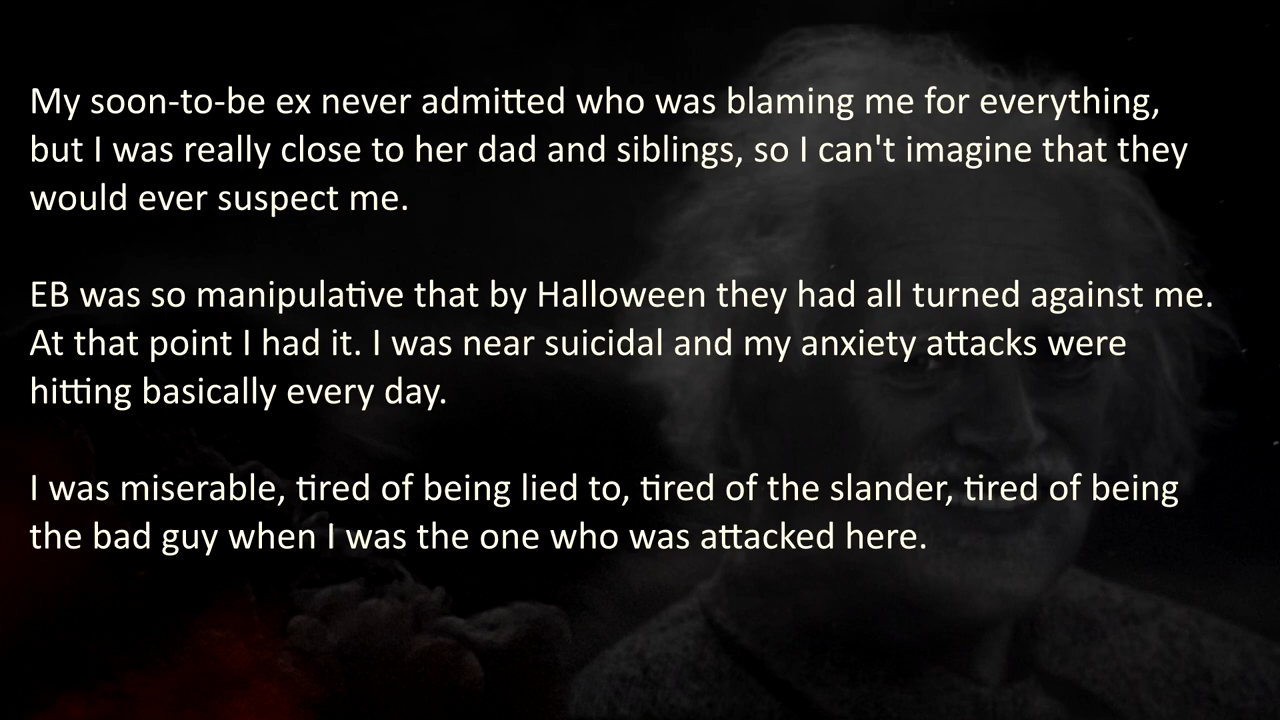 My soon-to-be ex never admitted who was blaming me for everything,
but I was really close to her dad and siblings, so I can't imagine that they
would ever suspect me.
EB was so manipulative that by Halloween they had all turned against me.
At that point I had it. I was near suicidal and my anxiety attacks were
hitting basically every day.
I was miserable, tired of being lied to, tired of the slander, tired of being
the bad guy when I was the one who was attacked here.